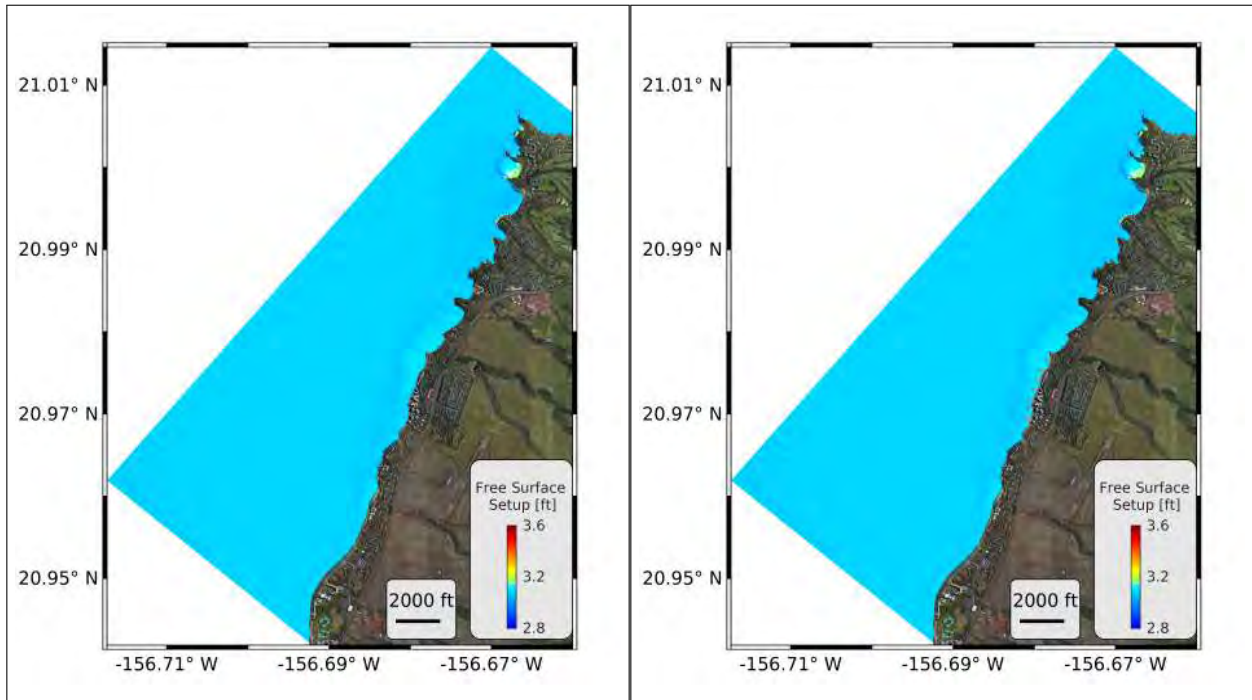 21.01° N
20.99° N
20.97° N
20.95° N
-156.71° W
-156.69° W
-156.67° W
2000 ft
Free Surface
Setup [ft]
3.6
3.2
2.8
21.01° N
20.99° N
20.97° N
20.95° N
-156.71° W
-156.69° W
-156.67° W
2000 ft
Free Surface
Setup [ft]
3.6
3.2
2.8